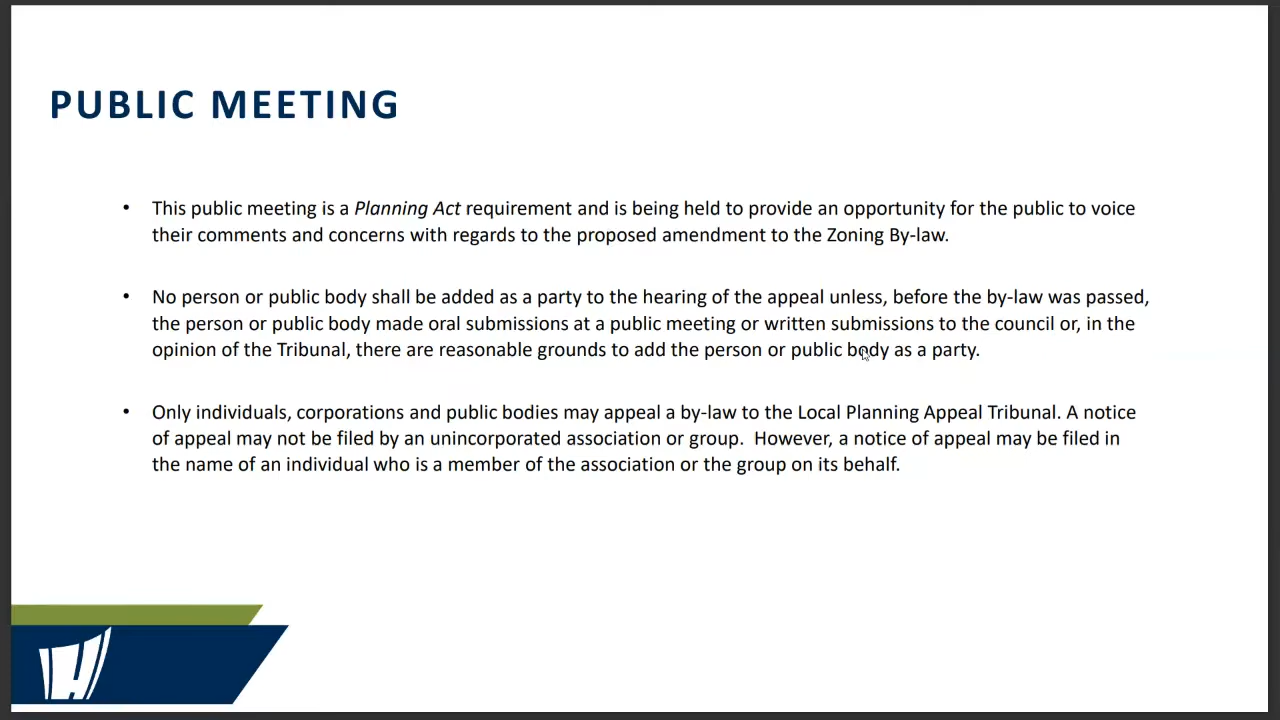 PUBLIC MEETING
• This public meeting is a Planning Act requirement and is being held to provide an opportunity for the public to voice
their comments and concerns with regards to the proposed amendment to the Zoning By-law.
• No person or public body shall be added as a party to the hearing of the appeal unless, before the by-law was passed,
the person or public body made oral submissions at a public meeting or written submissions to the council or, in the
opinion of the Tribunal, there are reasonable grounds to add the person or public body as a party.
• Only individuals, corporations and public bodies may appeal a by-law to the Local Planning Appeal Tribunal. A notice
of appeal may not be filed by an unincorporated association or group.  However, a notice of appeal may be filed in
the name of an individual who is a member of the association or the group on its behalf.